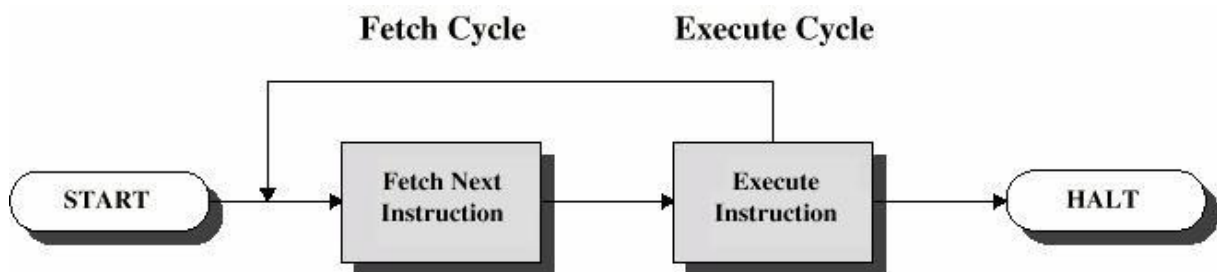 Fetch Cycle
Execute Cycle
START
Fetch Next
Instruction
Execute
Instruction
HALT